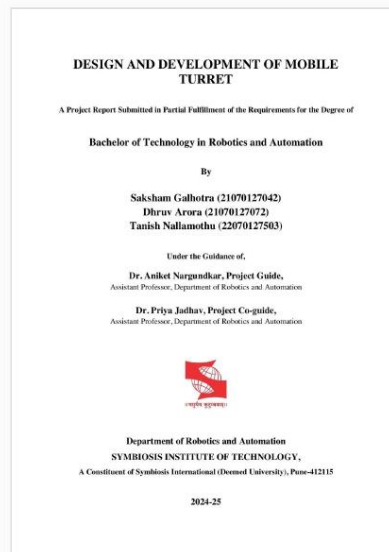 DESIGN AND DEVELOPMENT OF MOBILE
TURRET
A Project Report Submitted in Partial Fulfillment of the Requirements for the Degree of
Bachelor of Technology in Robotics and Automation
By
Saksham Galhotra (21070127042)
Dhruv Arora (21070127072)
Tanish Nallamothu (22070127503)
Under the Guidance of,
Dr. Aniket Nargundkar, Project Guide,
Assistant Professor, Department of Robotics and Automation
Dr. Priya Jadhav, Project Co-guide,
Assistant Professor, Department of Robotics and Automation
॥वसुधैव कुटुम्बकम्॥
Department of Robotics and Automation
SYMBIOSIS INSTITUTE OF TECHNOLOGY,
A Constituent of Symbiosis International (Deemed University), Pune-412115
2024-25